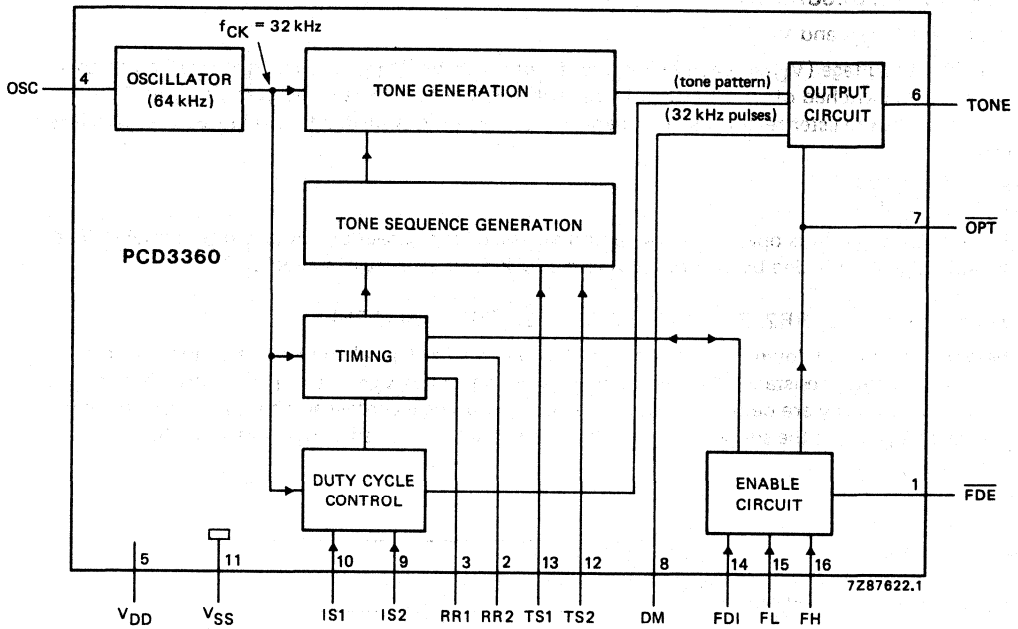 f_CK = 32 kHz
OSC
4
OSCILLATOR
(64 kHz)
TONE GENERATION
(tone pattern)
(32 kHz pulses)
OUTPUT
CIRCUIT
6
TONE
TONE SEQUENCE GENERATION
7
OPT
PCD3360
TIMING
DUTY CYCLE
CONTROL
ENABLE
CIRCUIT
1
FDE
5
11
10
9
3
2
13
12
8
14
15
16
7Z87622.1
VDD
VSS
IS1
IS2
RR1
RR2
TS1
TS2
DM
FDI
FL
FH